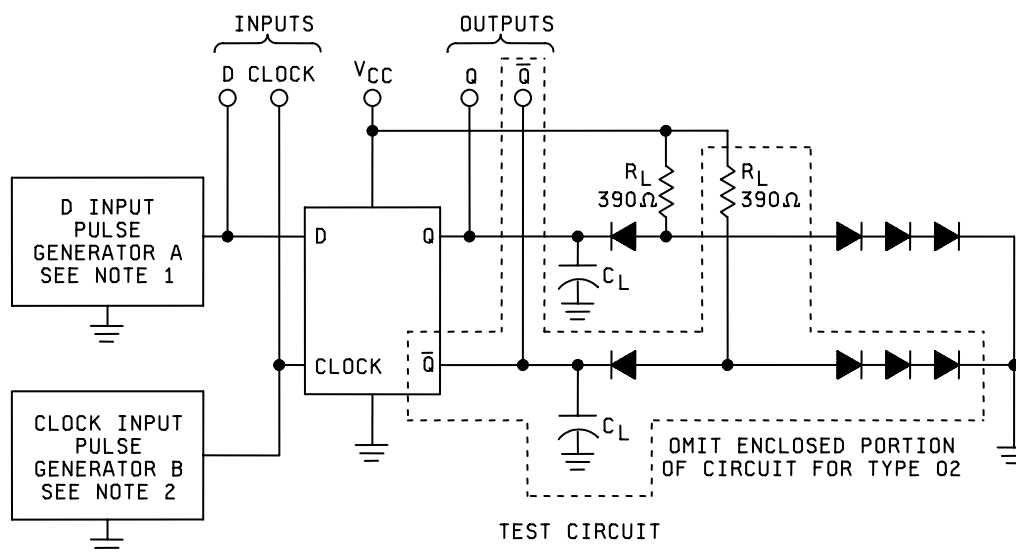 INPUTS
OUTPUTS
D CLOCK
VCC
Q
Q̅
RL
390Ω
RL
390Ω
D INPUT
PULSE
GENERATOR A
SEE NOTE 1
D
Q
CL
CLOCK
Q̅
CLOCK INPUT
PULSE
GENERATOR B
SEE NOTE 2
CL
OMIT ENCLOSED PORTION
OF CIRCUIT FOR TYPE 02
TEST CIRCUIT